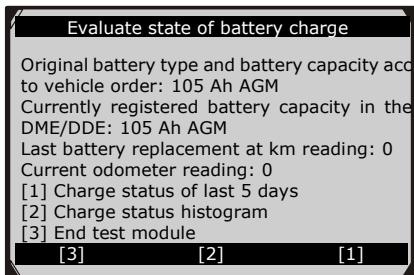 Evaluate state of battery charge
Original battery type and battery capacity acc
to vehicle order: 105 Ah AGM
Currently registered battery capacity in the
DME/DDE: 105 Ah AGM
Last battery replacement at km reading: 0
Current odometer reading: 0
[1] Charge status of last 5 days
[2] Charge status histogram
[3] End test module
[3] [2] [1]